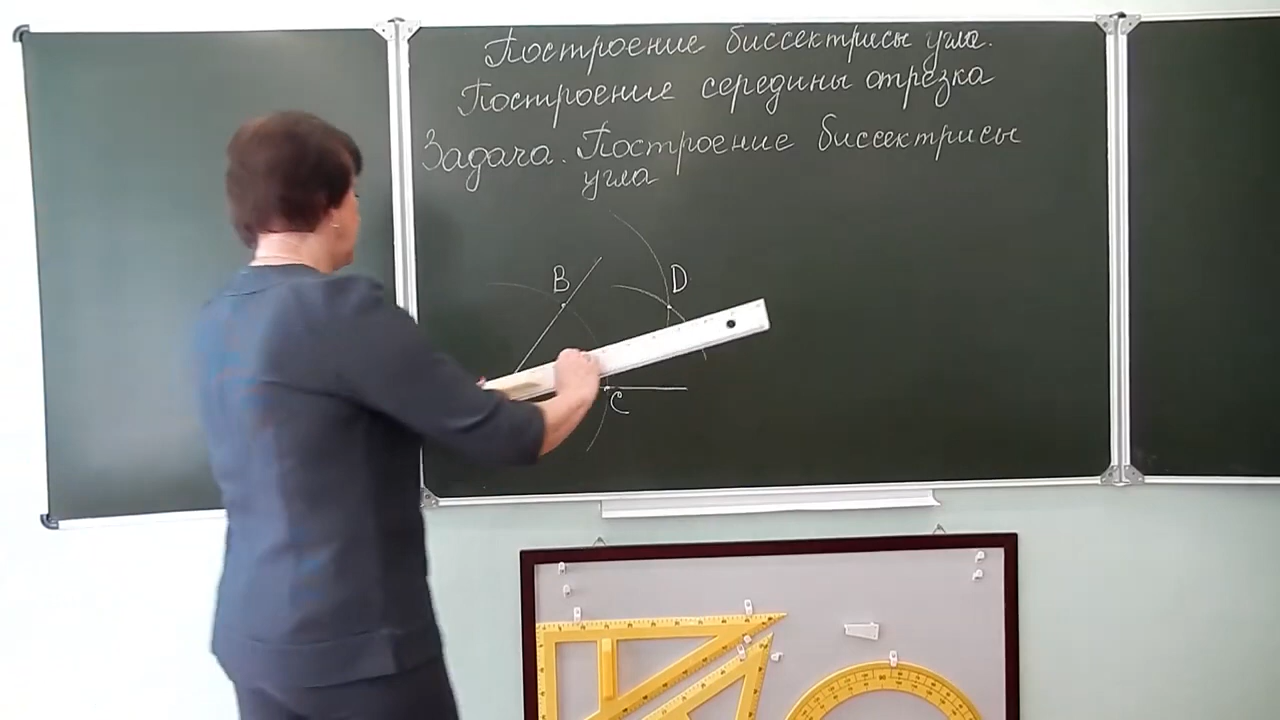 Построение биссектрисы угла.
Построение середины отрезка
Задача. Построение биссектрисы
угла
B
D
C